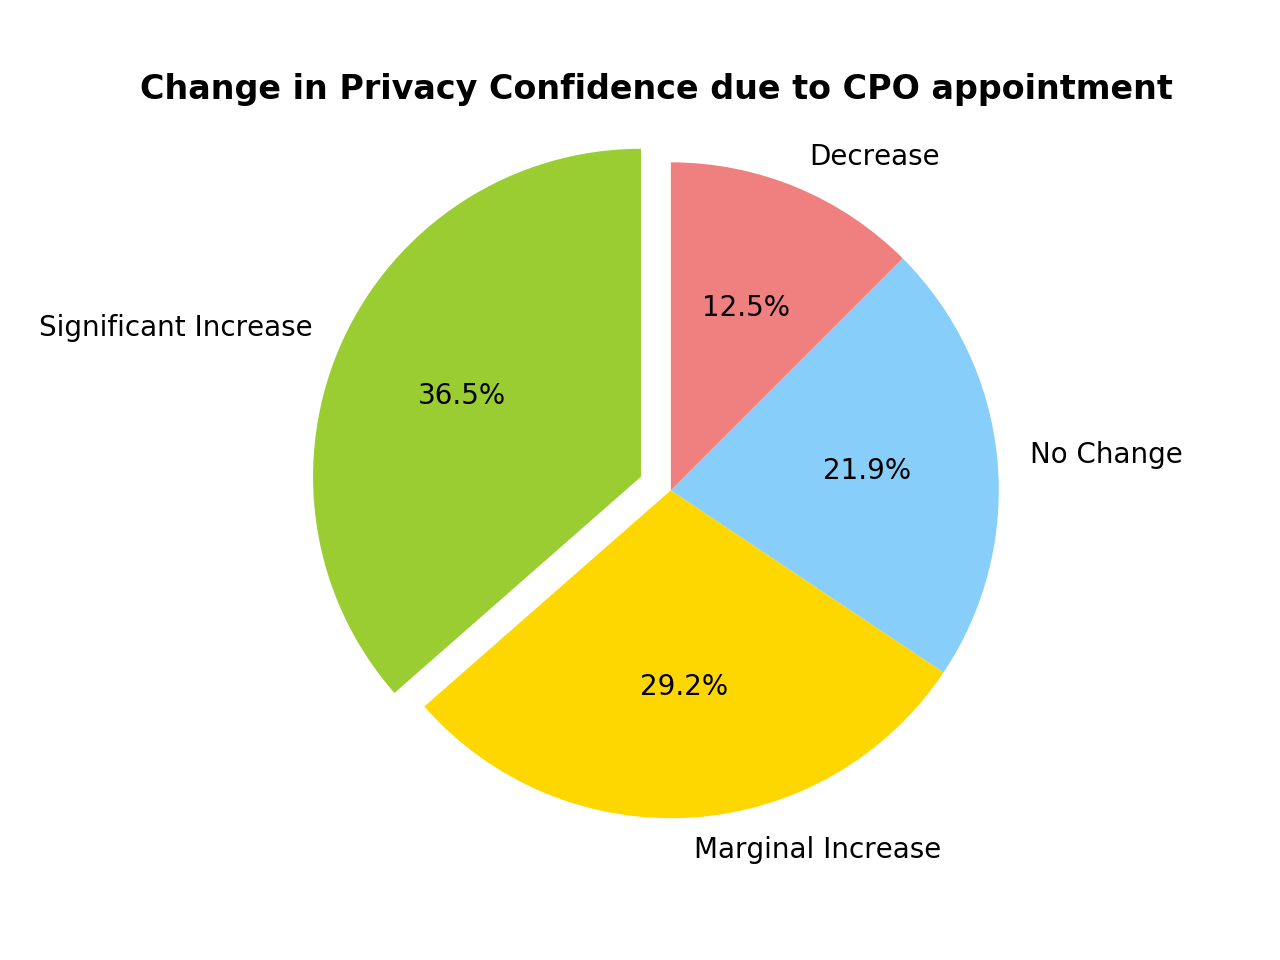 Change in Privacy Confidence due to CPO appointment
Decrease
12.5%
Significant Increase
36.5%
No Change
21.9%
29.2%
Marginal Increase